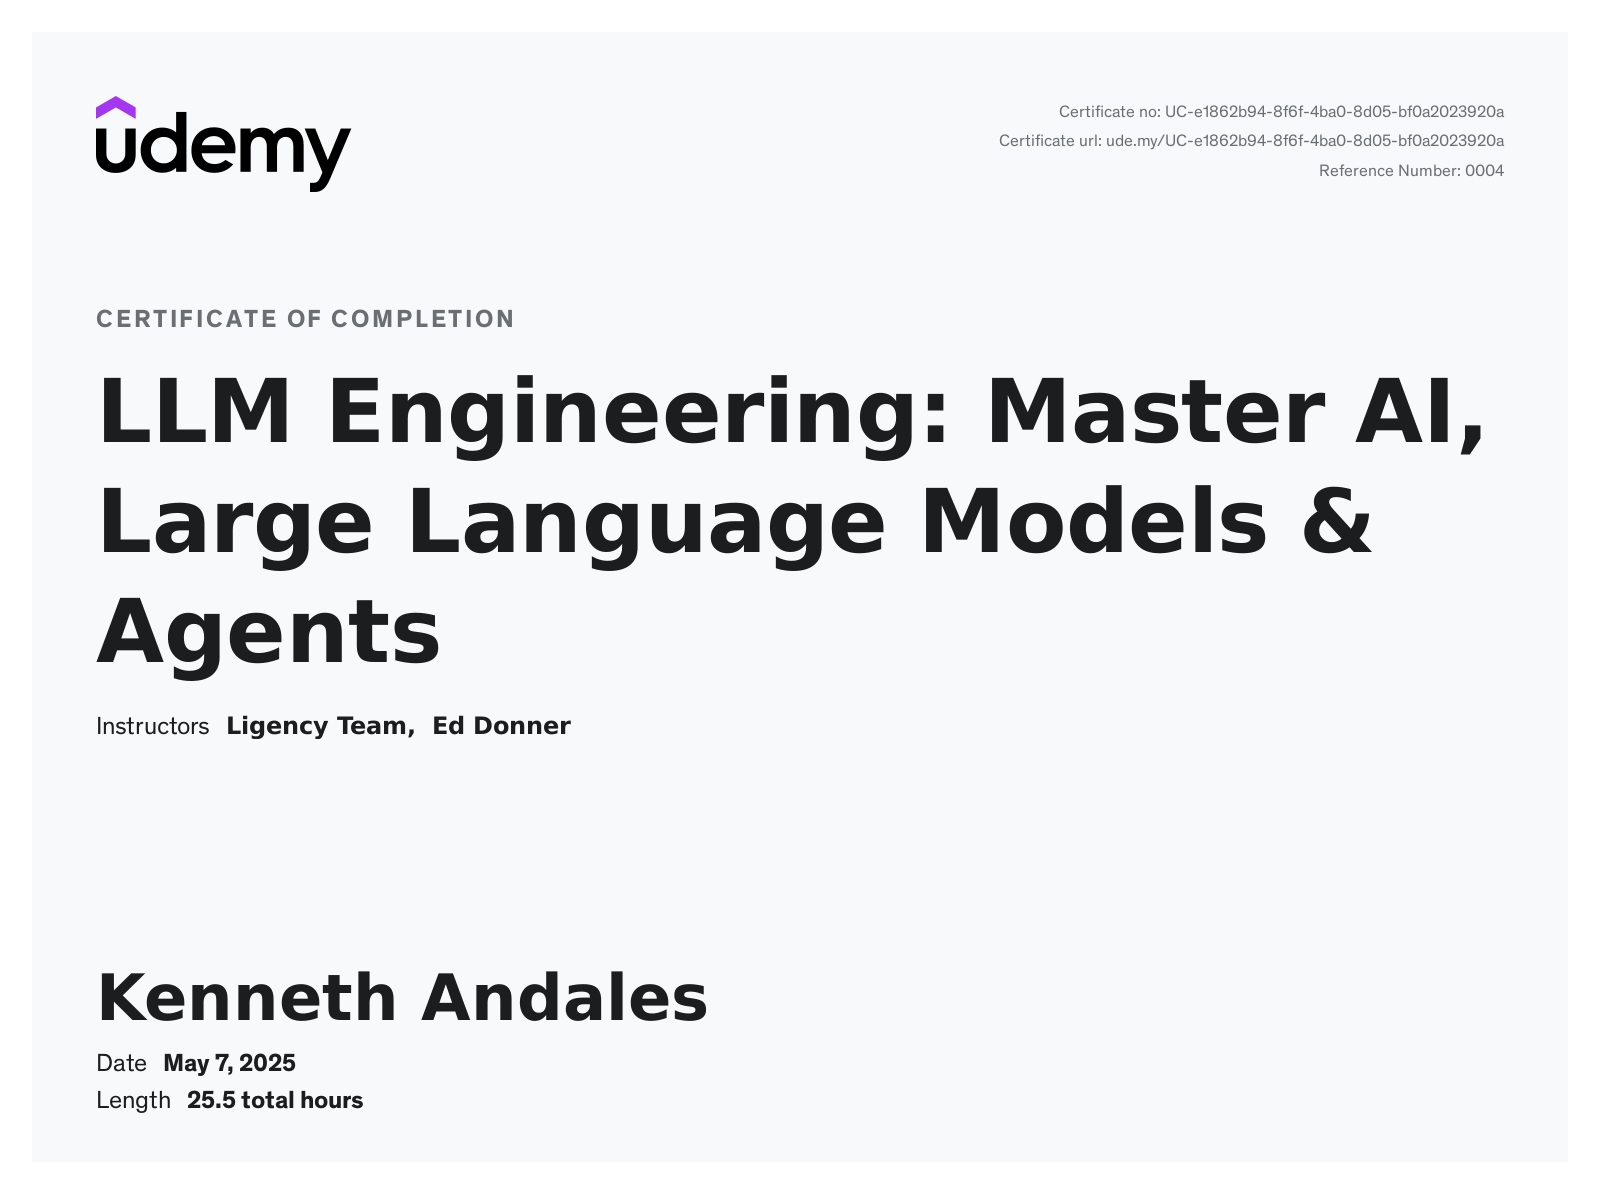 udemy
Certificate no: UC-e1862b94-8f6f-4ba0-8d05-bf0a2023920a
Certificate url: ude.my/UC-e1862b94-8f6f-4ba0-8d05-bf0a2023920a
Reference Number: 0004
CERTIFICATE OF COMPLETION
LLM Engineering: Master AI,
Large Language Models &
Agents
Instructors Ligency Team, Ed Donner
Kenneth Andales
Date May 7, 2025
Length 25.5 total hours